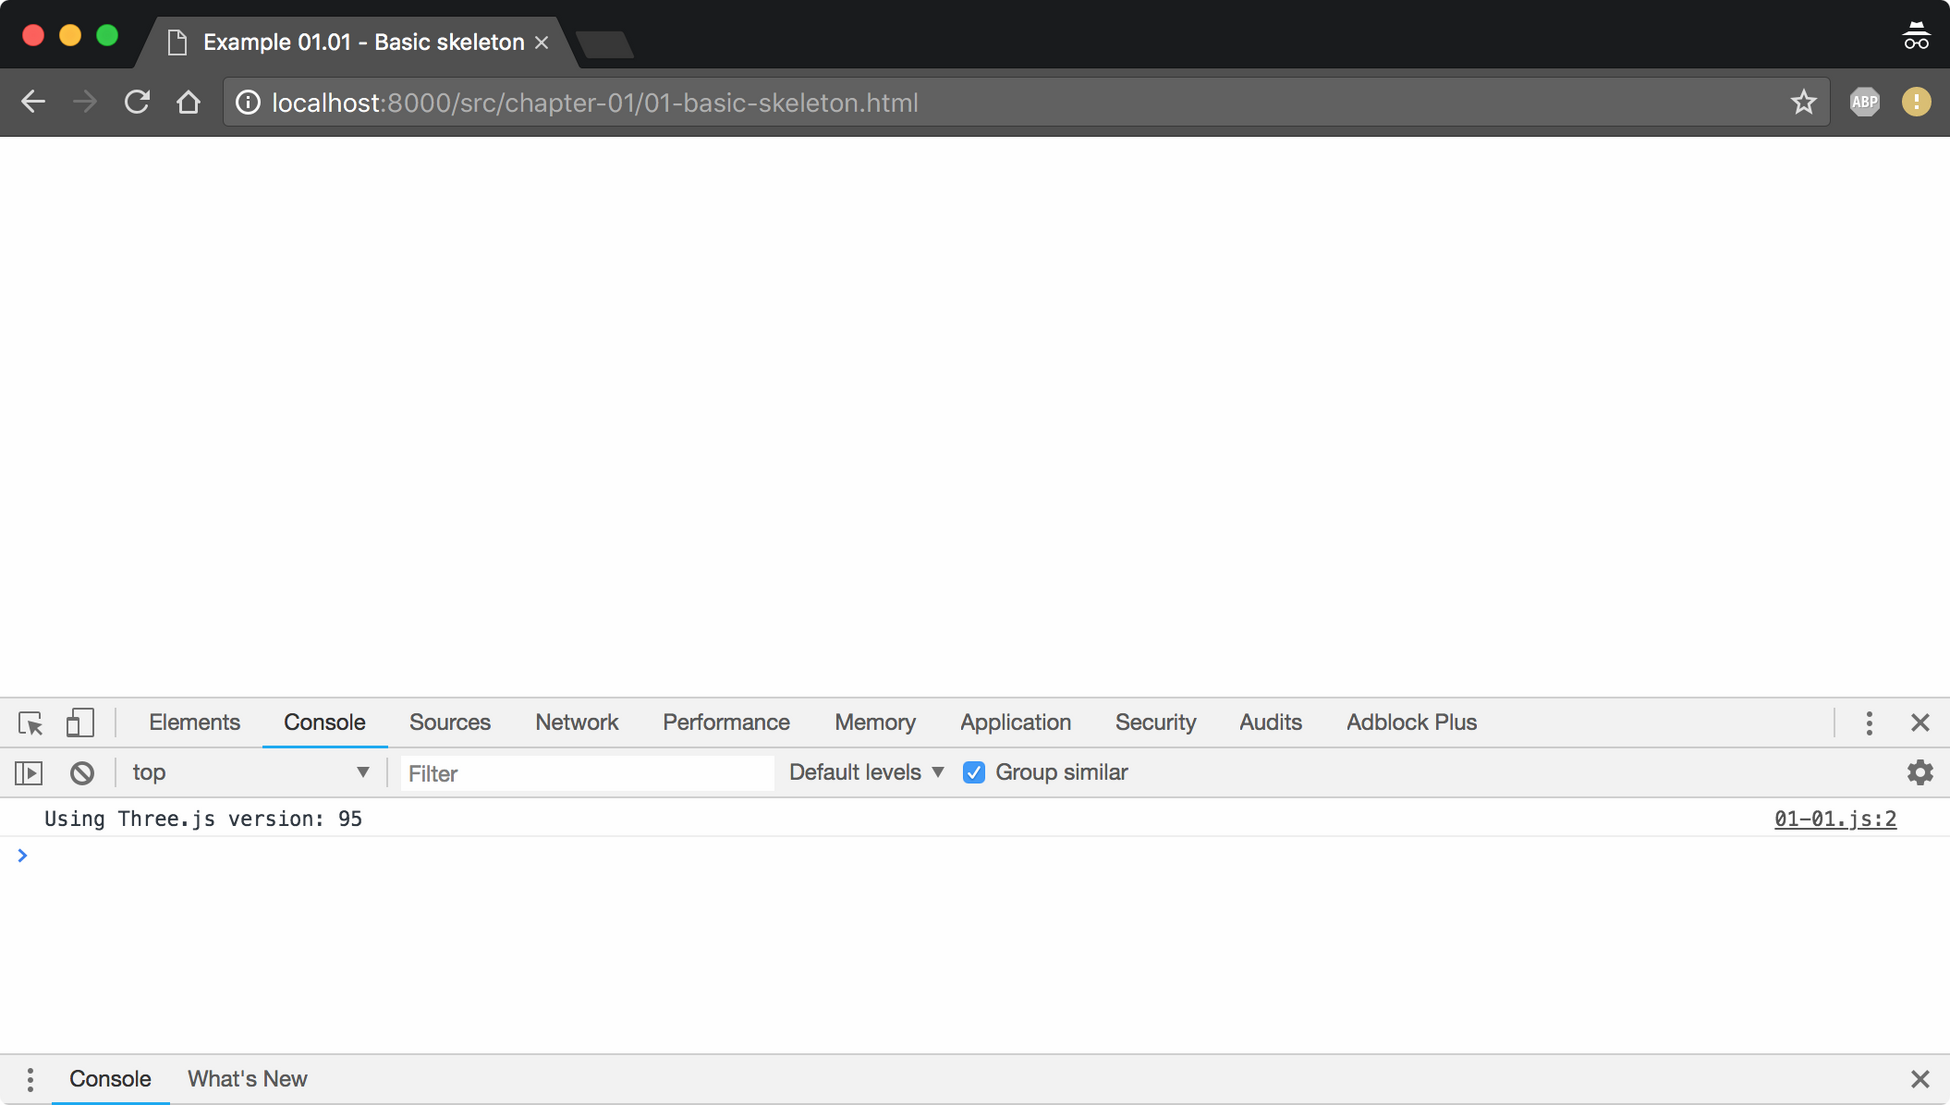 Example 01.01 - Basic skeleton
localhost:8000/src/chapter-01/01-basic-skeleton.html
ABP
Elements Console Sources Network Performance Memory Application Security Audits Adblock Plus
top Filter Default levels Group similar
Using Three.js version: 95 01-01.js:2
Console What's New